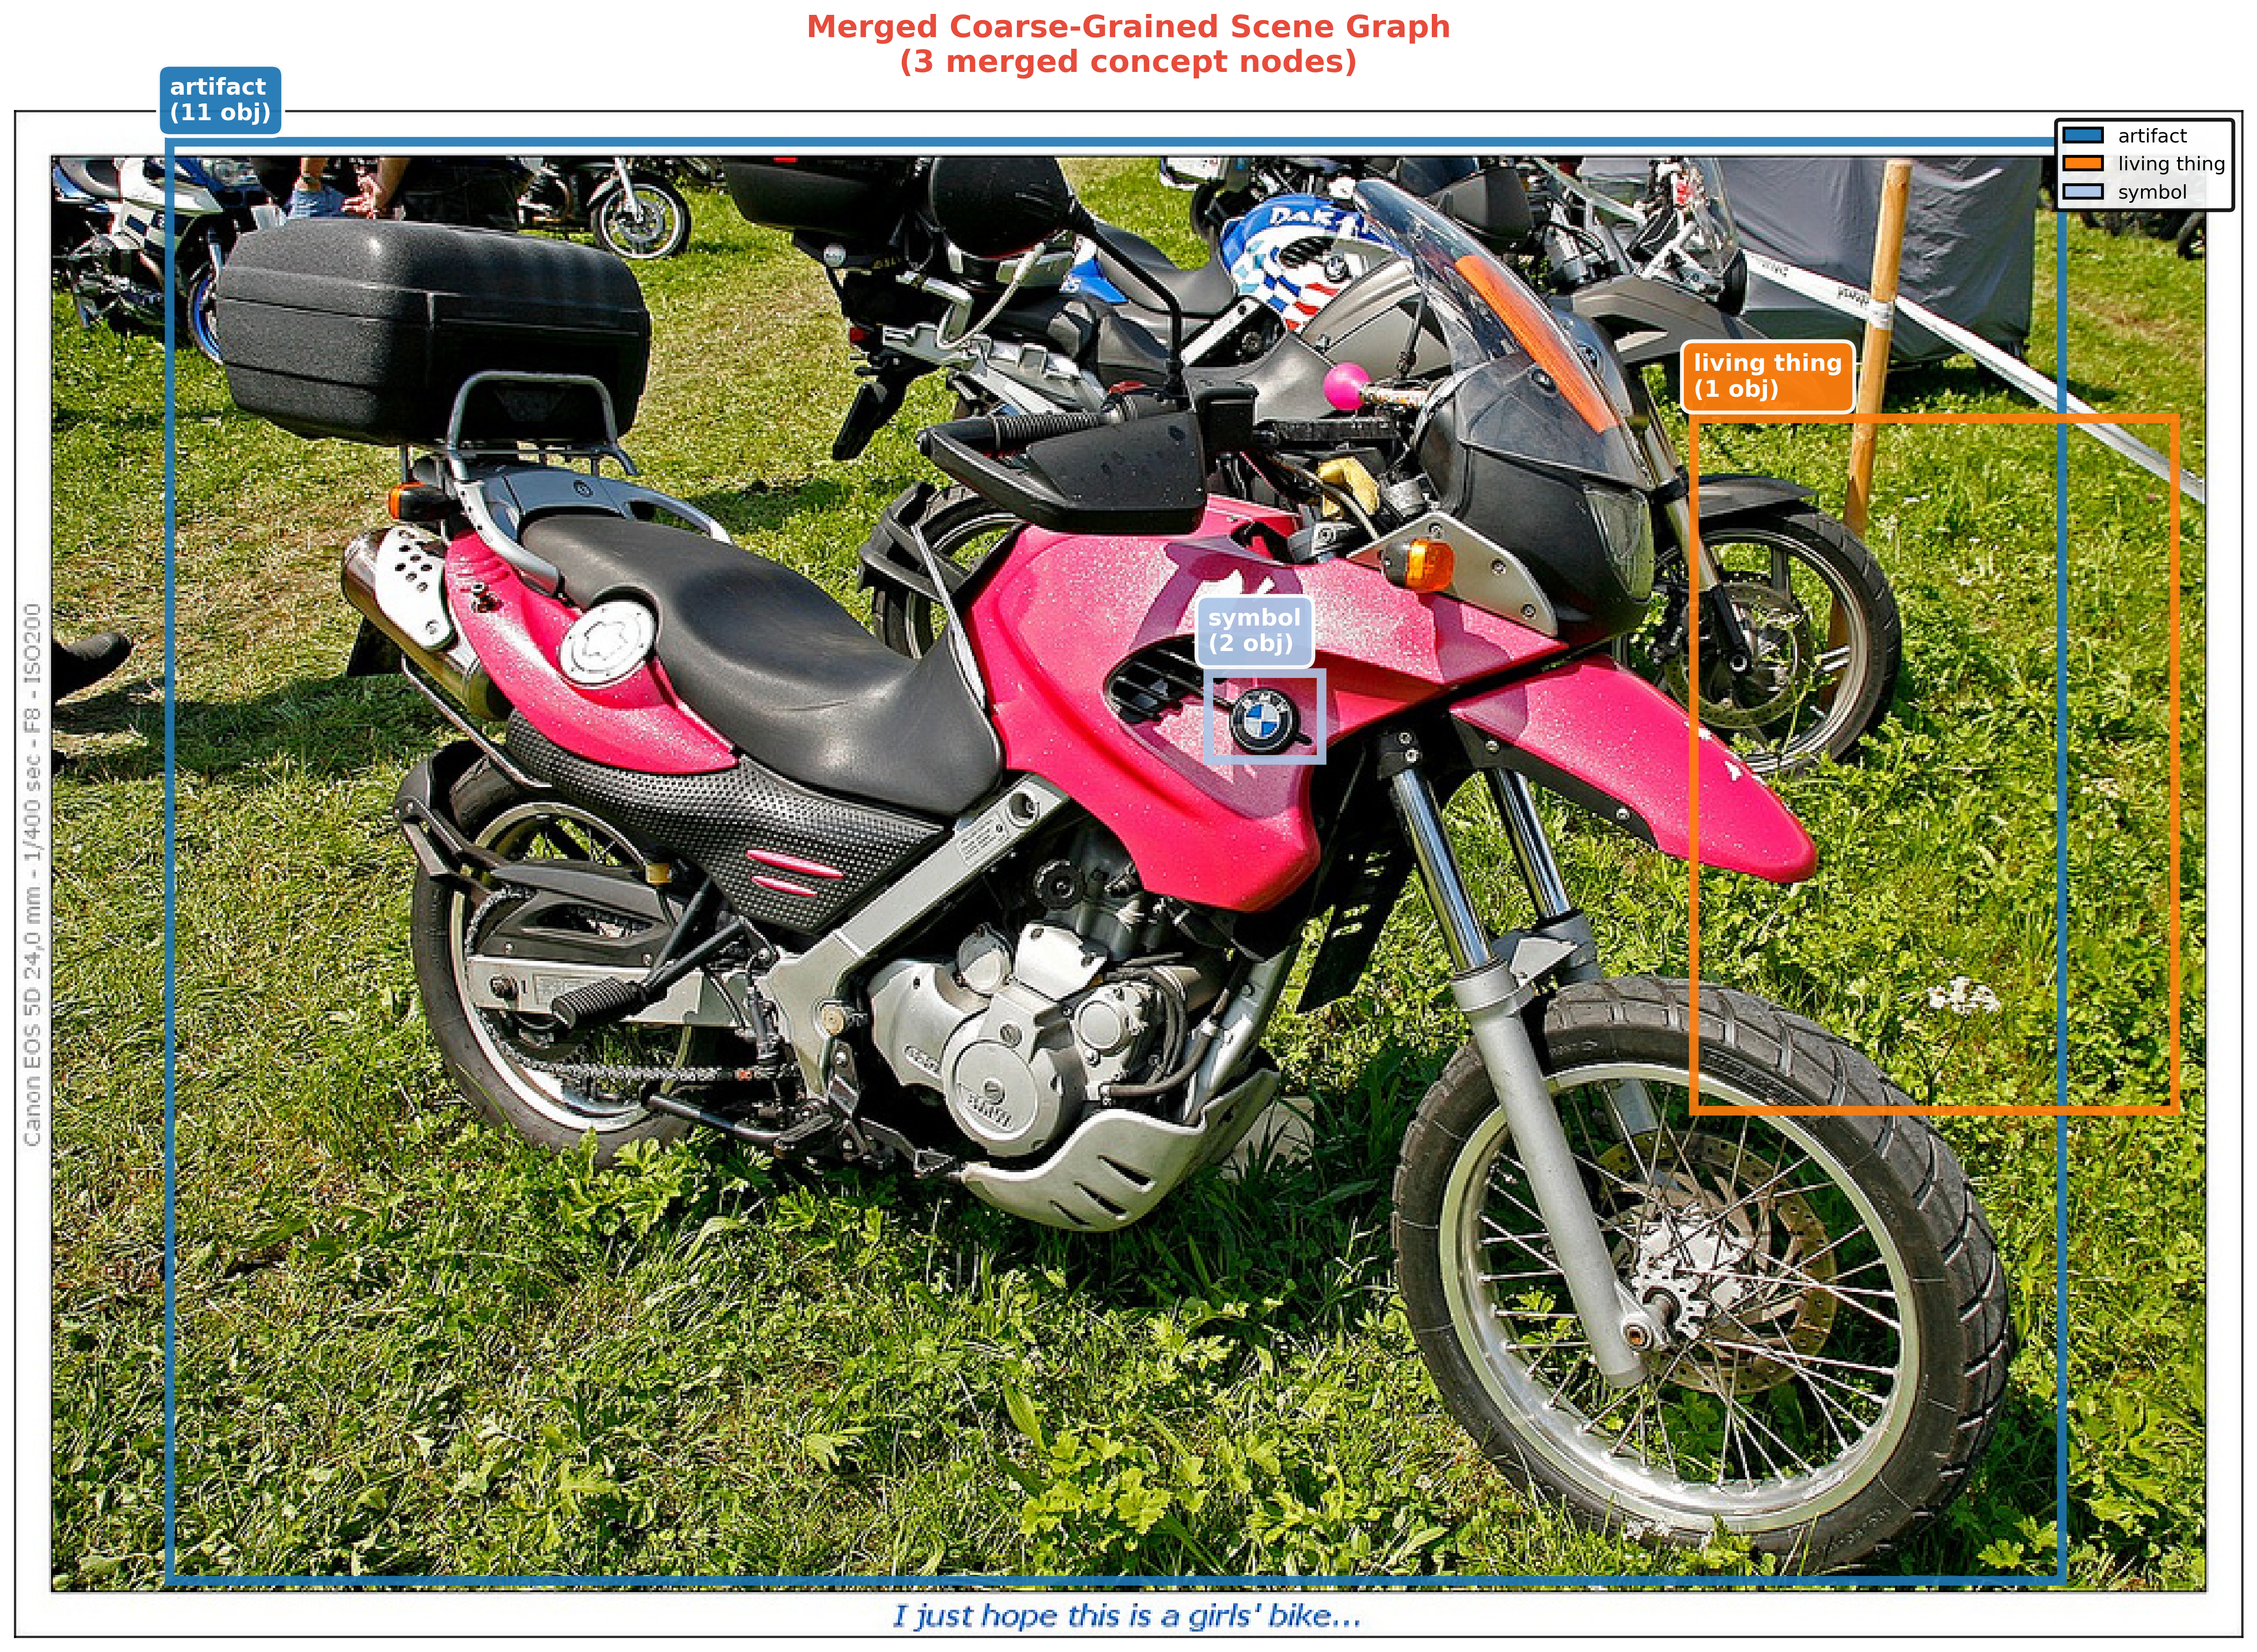 Merged Coarse-Grained Scene Graph
(3 merged concept nodes)
artifact
(11 obj)
artifact
living thing
symbol
DAK
living thing
(1 obj)
symbol
(2 obj)
BMW
Canon EOS 5D 24,0 mm - 1/400 sec - F8 - ISO200
I just hope this is a girls' bike...